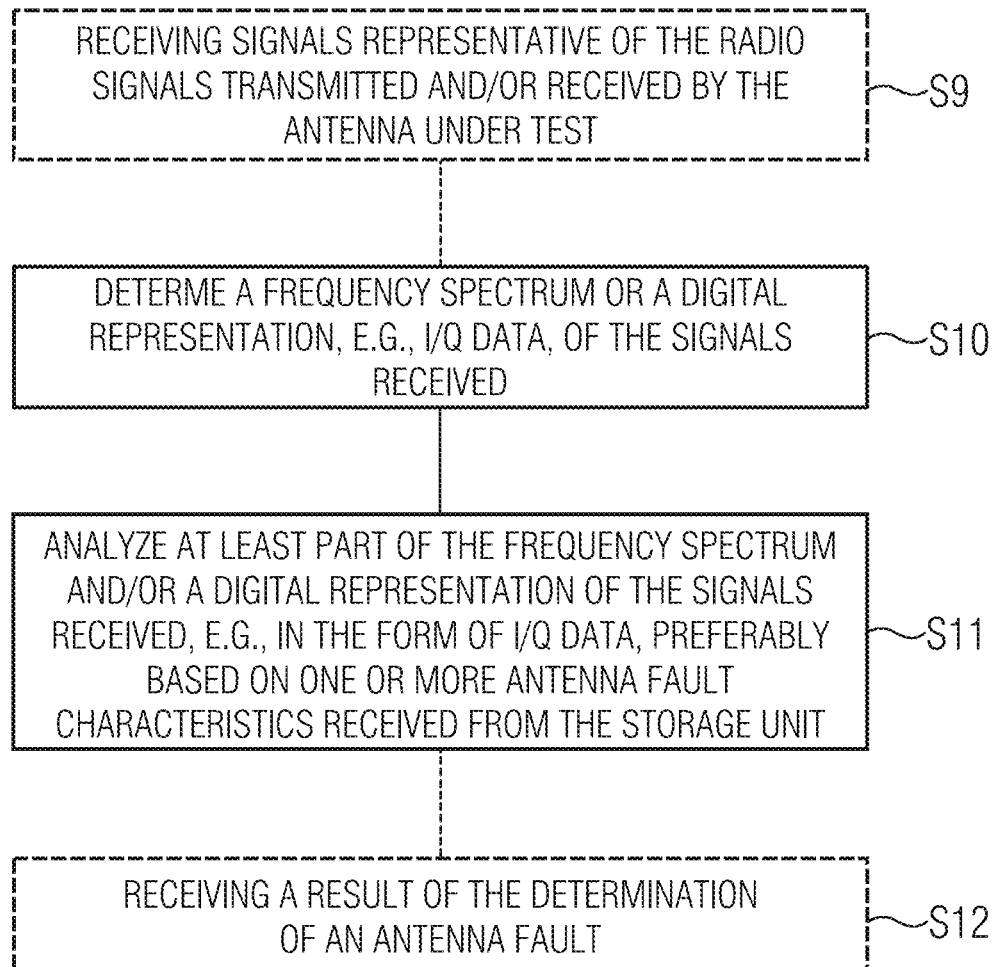 RECEIVING SIGNALS REPRESENTATIVE OF THE RADIO
SIGNALS TRANSMITTED AND/OR RECEIVED BY THE
ANTENNA UNDER TEST
S9
DETERME A FREQUENCY SPECTRUM OR A DIGITAL
REPRESENTATION, E.G., I/Q DATA, OF THE SIGNALS
RECEIVED
S10
ANALYZE AT LEAST PART OF THE FREQUENCY SPECTRUM
AND/OR A DIGITAL REPRESENTATION OF THE SIGNALS
RECEIVED, E.G., IN THE FORM OF I/Q DATA, PREFERABLY
BASED ON ONE OR MORE ANTENNA FAULT
CHARACTERISTICS RECEIVED FROM THE STORAGE UNIT
S11
RECEIVING A RESULT OF THE DETERMINATION
OF AN ANTENNA FAULT
S12